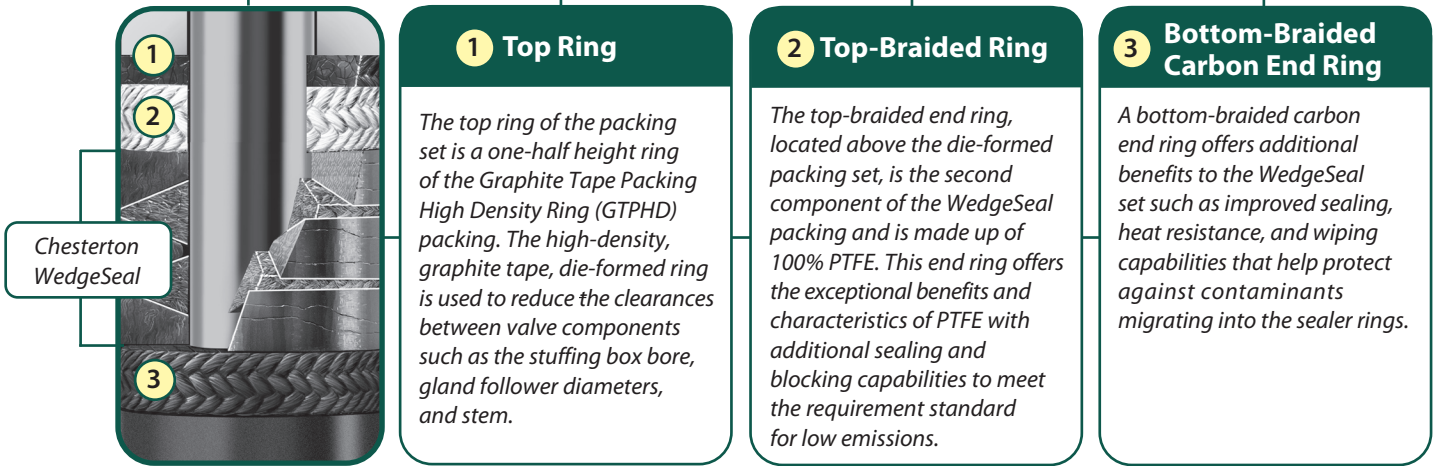 1
2
3
Chesterton
WedgeSeal
1 Top Ring
The top ring of the packing
set is a one-half height ring
of the Graphite Tape Packing
High Density Ring (GTPHD)
packing. The high-density,
graphite tape, die-formed ring
is used to reduce the clearances
between valve components
such as the stuffing box bore,
gland follower diameters,
and stem.
2 Top-Braided Ring
The top-braided end ring,
located above the die-formed
packing set, is the second
component of the WedgeSeal
packing and is made up of
100% PTFE. This end ring offers
the exceptional benefits and
characteristics of PTFE with
additional sealing and
blocking capabilities to meet
the requirement standard
for low emissions.
3 Bottom-Braided
Carbon End Ring
A bottom-braided carbon
end ring offers additional
benefits to the WedgeSeal
set such as improved sealing,
heat resistance, and wiping
capabilities that help protect
against contaminants
migrating into the sealer rings.